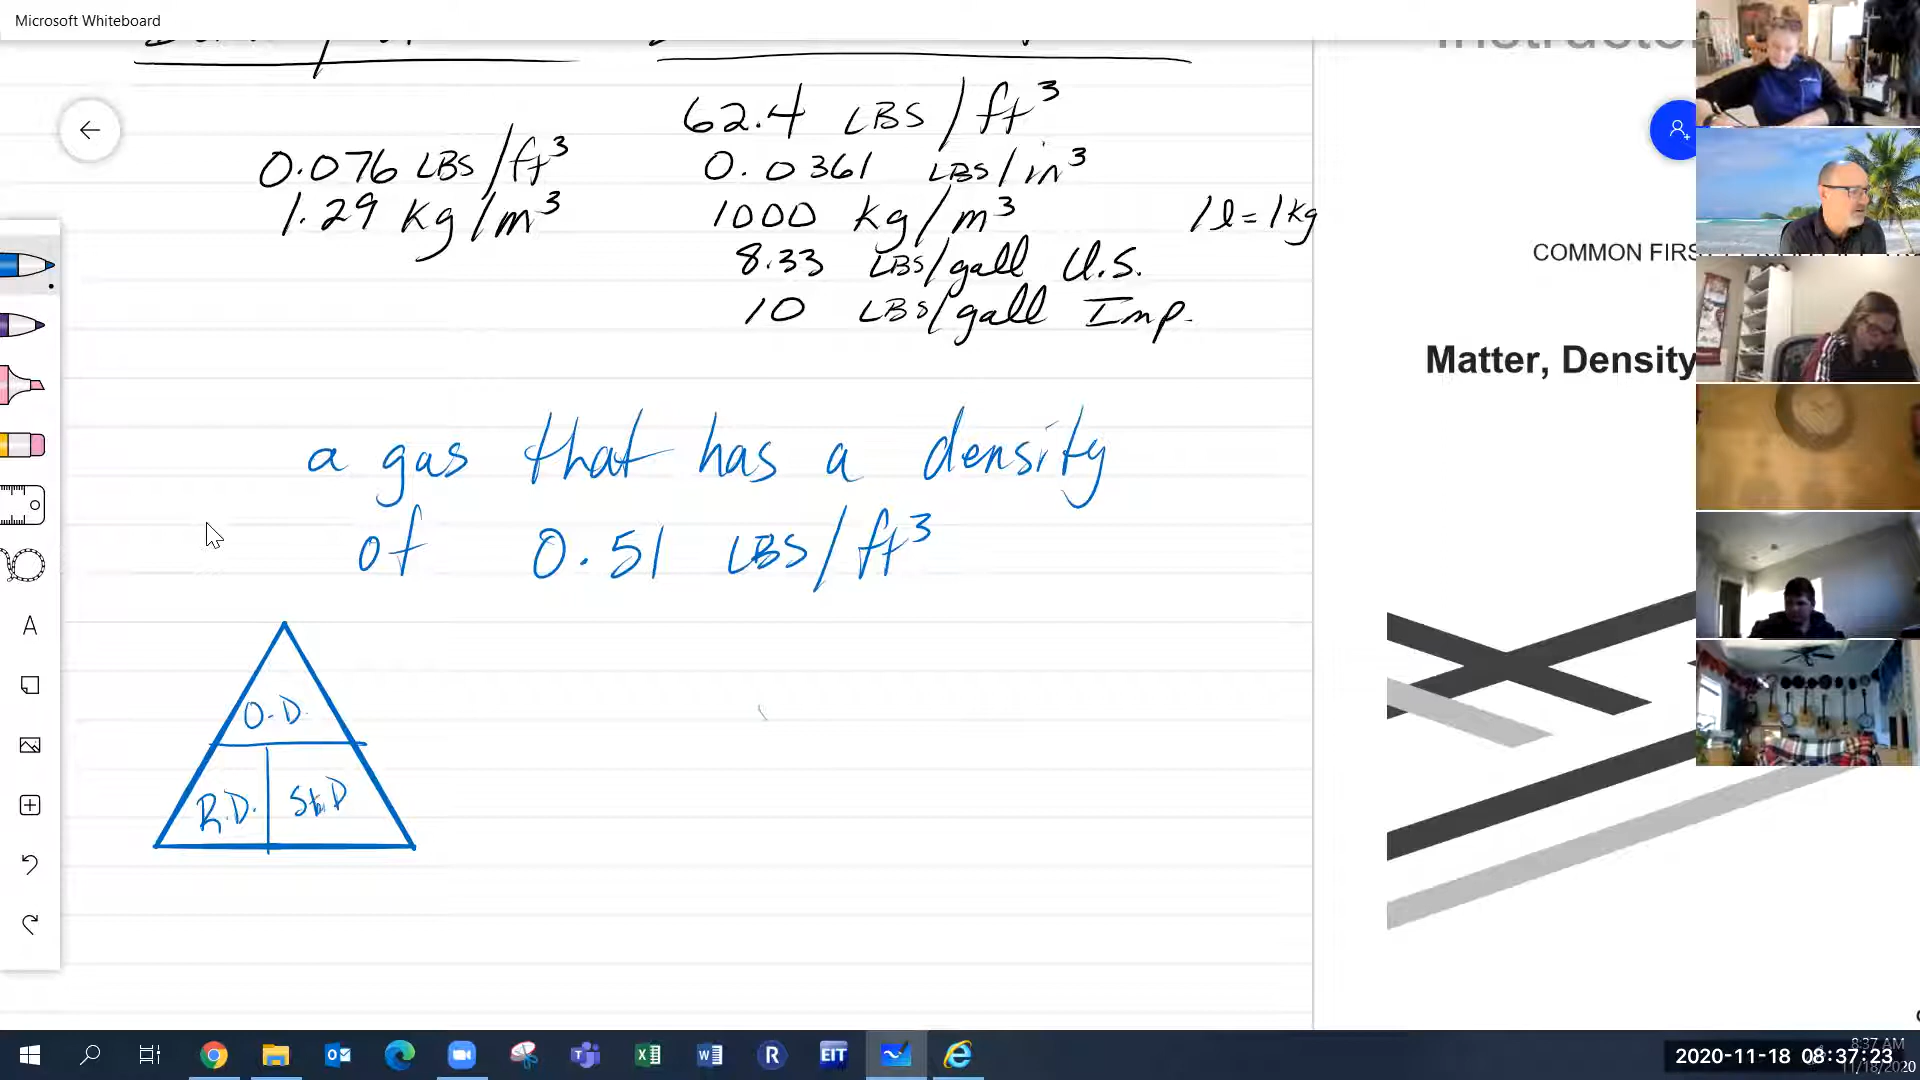 Microsoft Whiteboard
62.4 LBS/ft³
0.076 LBS/ft³
0.0361 LBS/in³
1.29 Kg/m³
1000 kg/m³
1l = 1kg
8.33 LBS/gall U.S.
10 LBS/gall Imp.
a gas that has a density
of 0.51 LBS/ft³
O.D.
R.D.
St.D
Instructor
COMMON FIRS
Matter, Density
A
EIT
2020-11-18 08:37:23
8:37 AM
11/18/2020